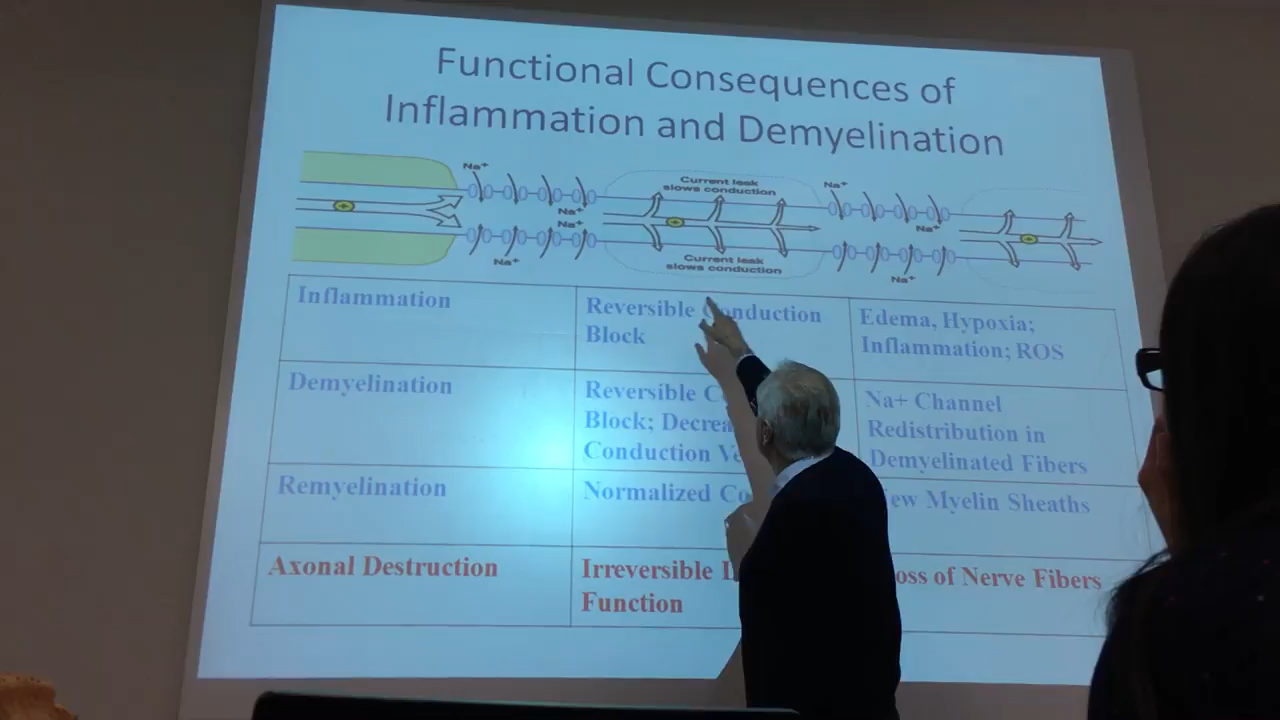 Functional Consequences of
Inflammation and Demyelination
Na+
Na+
Na+
Na+
Current leak
slows conduction
Current leak
slows conduction
Na+
Na+
Na+
Inflammation
Reversible Conduction
Block
Edema, Hypoxia;
Inflammation; ROS
Demyelination
Reversible
Block;
Conduction
Na+ Channel
Redistribution in
Demyelinated Fibers
Remyelination
Normalized
Myelin Sheaths
Axonal Destruction
Irreversible
Function
of Nerve Fibers